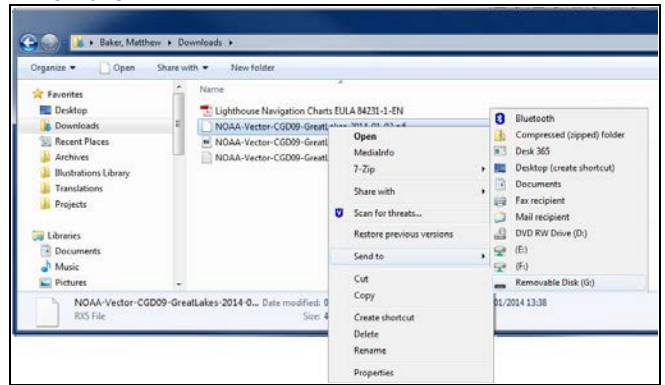 Baker, Matthew ▸ Downloads ▸
Organize Open Share with New folder
Favorites
Desktop
Downloads
Recent Places
Archives
Illustrations Library
Translations
Projects
Libraries
Documents
Music
Pictures
Name
Lighthouse Navigation Charts EULA 84231-1-EN
NOAA-Vector-CGD09-GreatLakes-2014-01-02
NOAA-Vector-CGD09-GreatL
NOAA-Vector-CGD09-GreatL
Open
MediaInfo
7-Zip
Share with
Scan for threats...
Restore previous versions
Send to
Cut
Copy
Create shortcut
Delete
Rename
Properties
Bluetooth
Compressed (zipped) folder
Desk 365
Desktop (create shortcut)
Documents
Fax recipient
Mail recipient
DVD RW Drive (D:)
(E:)
(F:)
Removable Disk (G:)
NOAA-Vector-CGD09-GreatLakes-2014-0... Date modified: 0 01/2014 13:38
File Size: 4